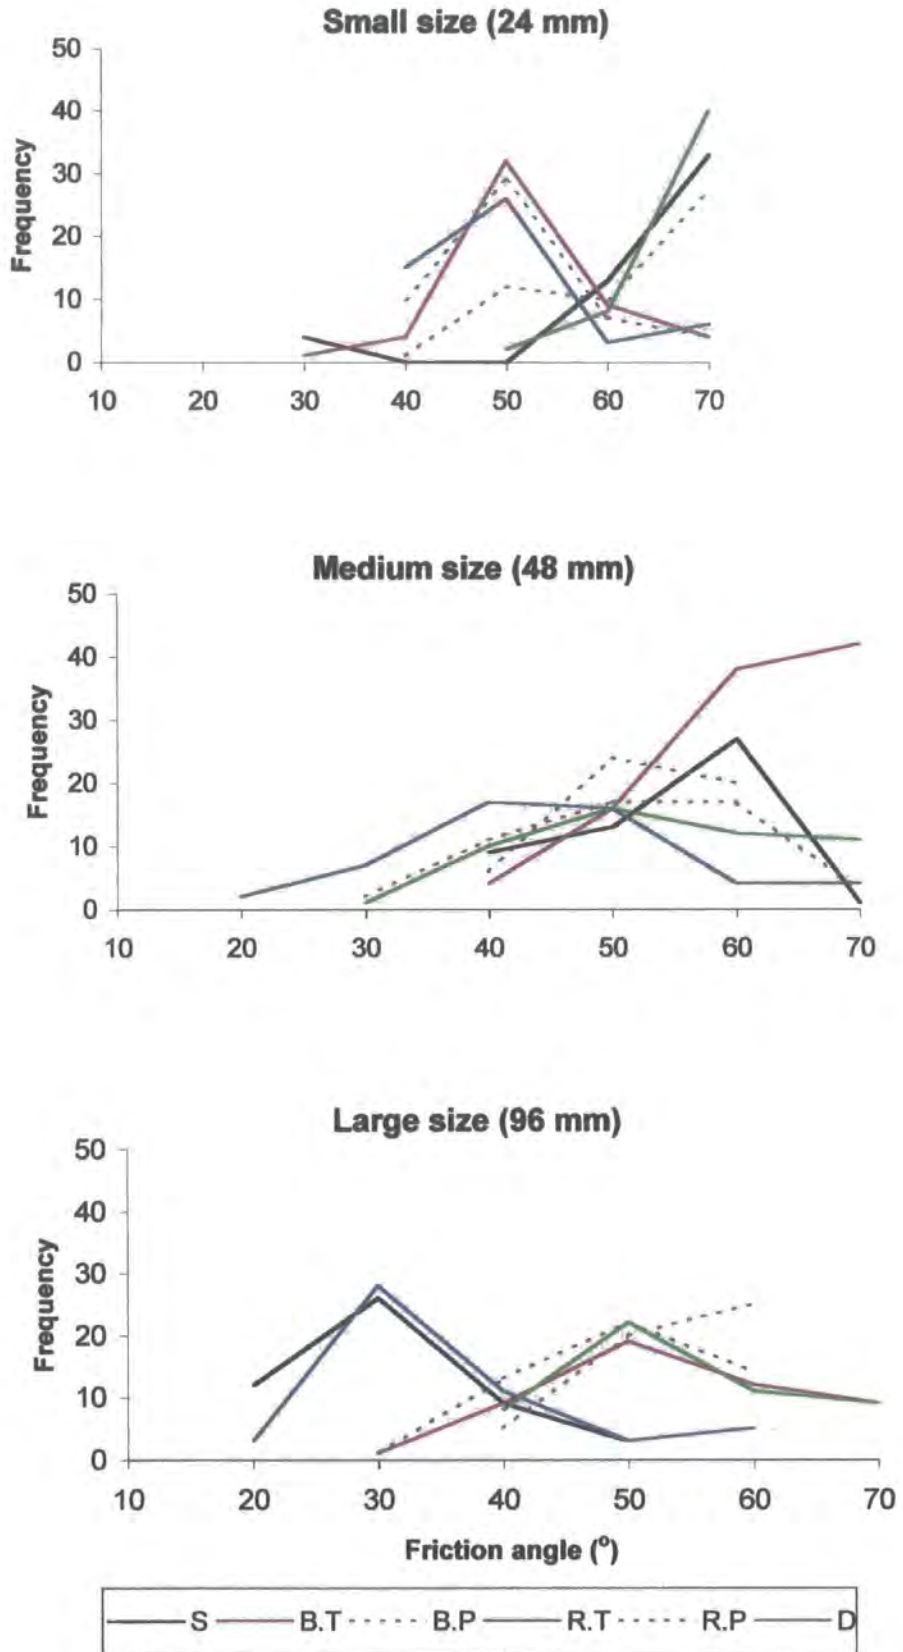 Small size (24 mm)
50
40
30
20
10
0
Frequency
10 20 30 40 50 60 70
Medium size (48 mm)
50
40
30
20
10
0
Frequency
10 20 30 40 50 60 70
Large size (96 mm)
50
40
30
20
10
0
Frequency
10 20 30 40 50 60 70
Friction angle (º)
S B.T B.P R.T R.P D